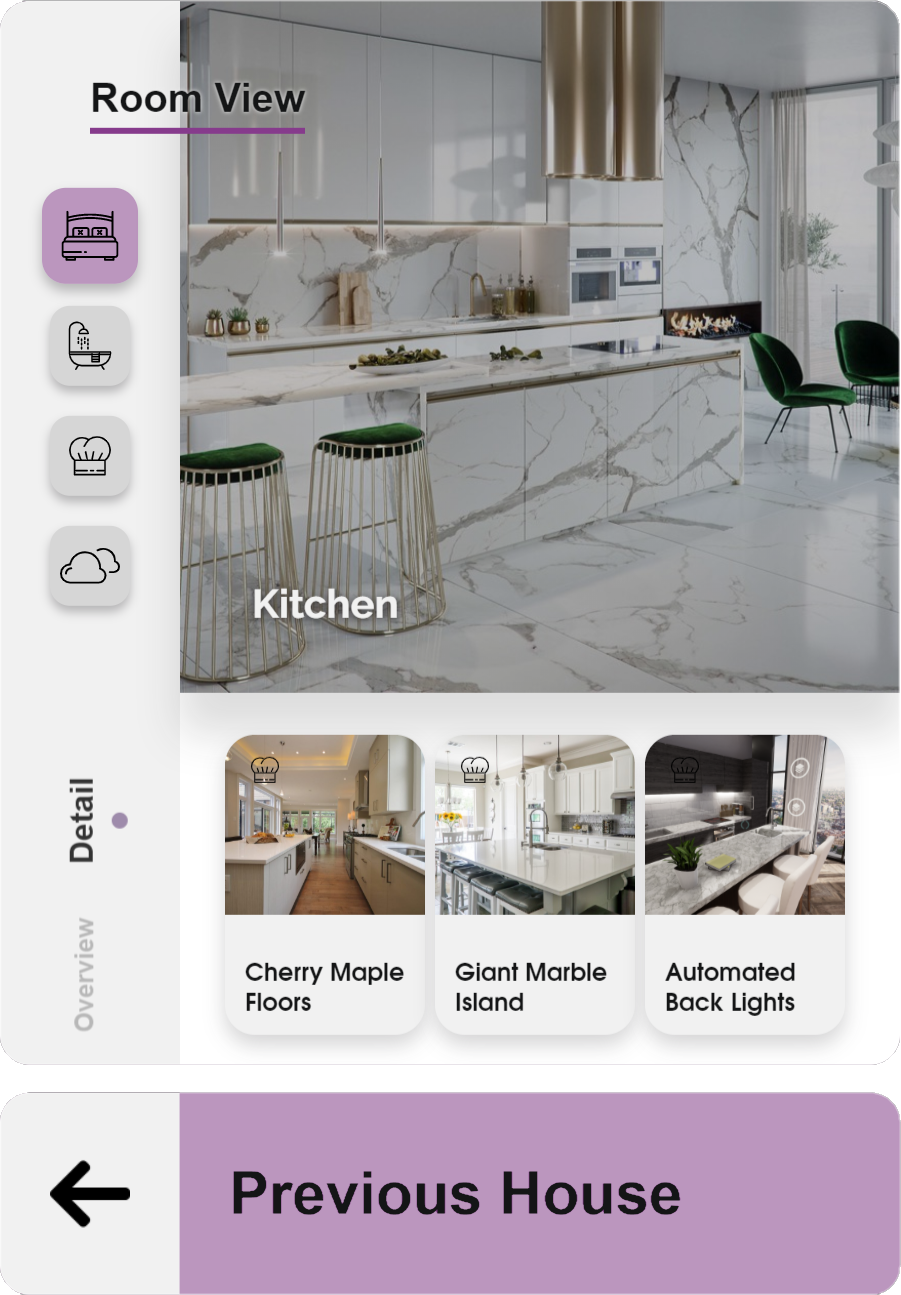 Room View
Kitchen
Detail
Overview
Cherry Maple
Floors
Giant Marble
Island
Automated
Back Lights
Previous House